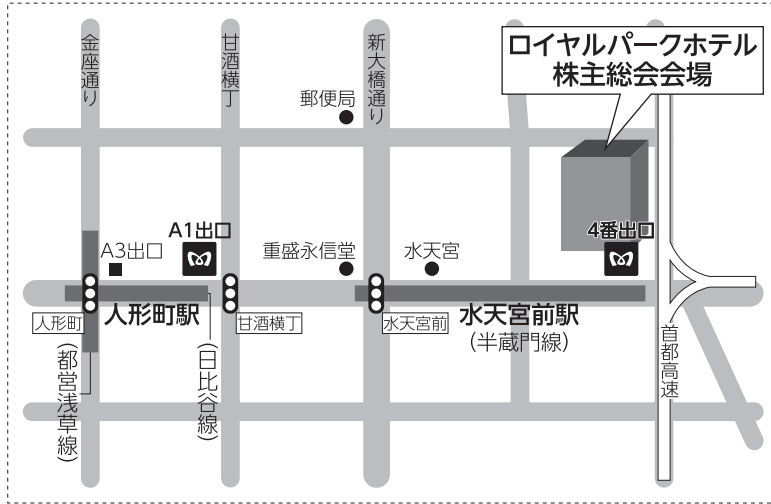 金座通り
甘酒横丁
新大橋通り
ロイヤルパークホテル
株主総会会場
郵便局
A3出口
A1出口
重盛永信堂
水天宮
4番出口
人形町
人形町駅
甘酒横丁
水天宮前
水天宮前駅
(半蔵門線)
(都営浅草線)
(日比谷線)
首都高速